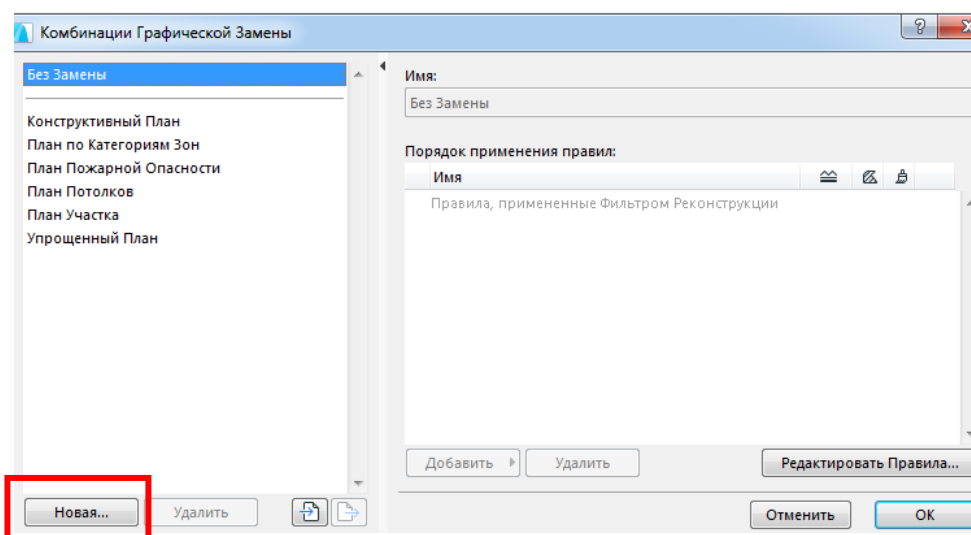 Комбинации Графической Замены
Без Замены
Конструктивный План
План по Категориям Зон
План Пожарной Опасности
План Потолков
План Участка
Упрощенный План
Новая...
Удалить
Имя:
Без Замены
Порядок применения правил:
Имя
Правила, примененные Фильтром Реконструкции
Добавить
Удалить
Редактировать Правила...
Отменить
OK